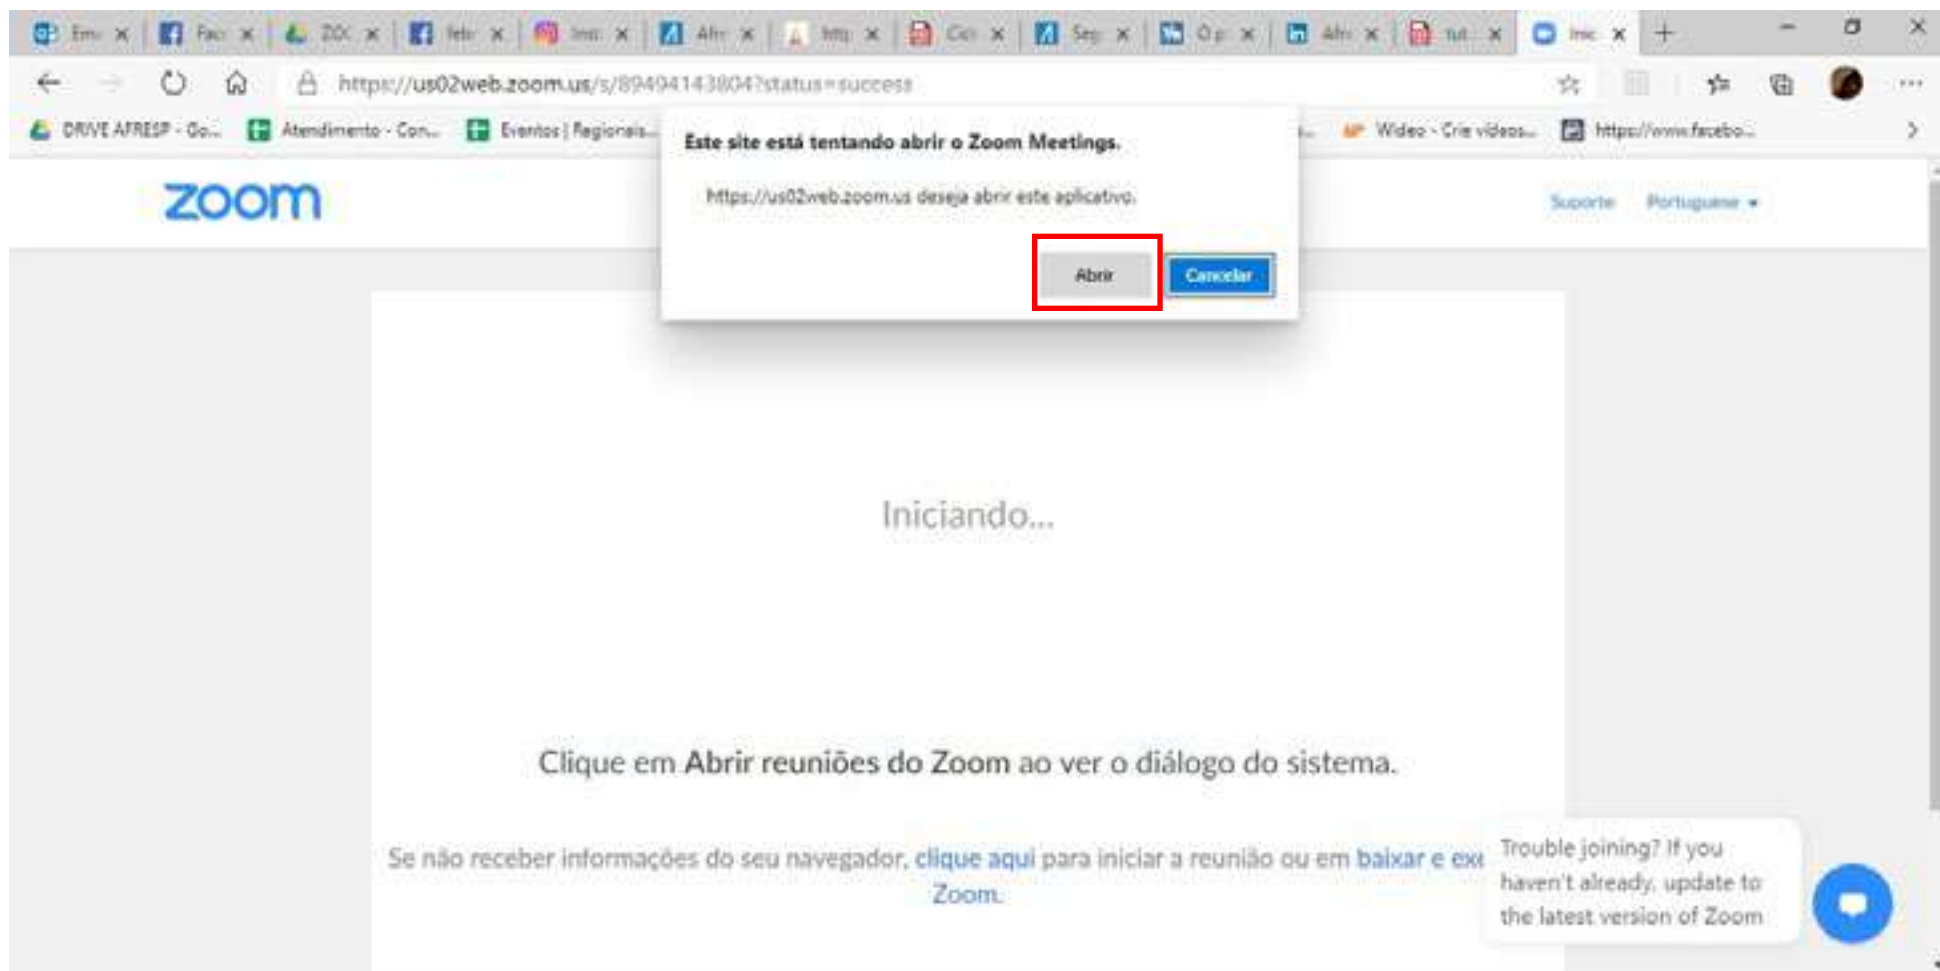 https://us02web.zoom.us/s/89494143804?status=success
DRIVE AFRESP - Go... Atendimento - Con... Eventos | Regionais... Wideo - Crie vídeos... https://www.facebo...
Este site está tentando abrir o Zoom Meetings.
https://us02web.zoom.us deseja abrir este aplicativo.
Abrir Cancelar
zoom Suporte Portuguese
Iniciando...
Clique em Abrir reuniões do Zoom ao ver o diálogo do sistema.
Se não receber informações do seu navegador, clique aqui para iniciar a reunião ou em baixar e exe
Zoom.
Trouble joining? If you
haven't already, update to
the latest version of Zoom